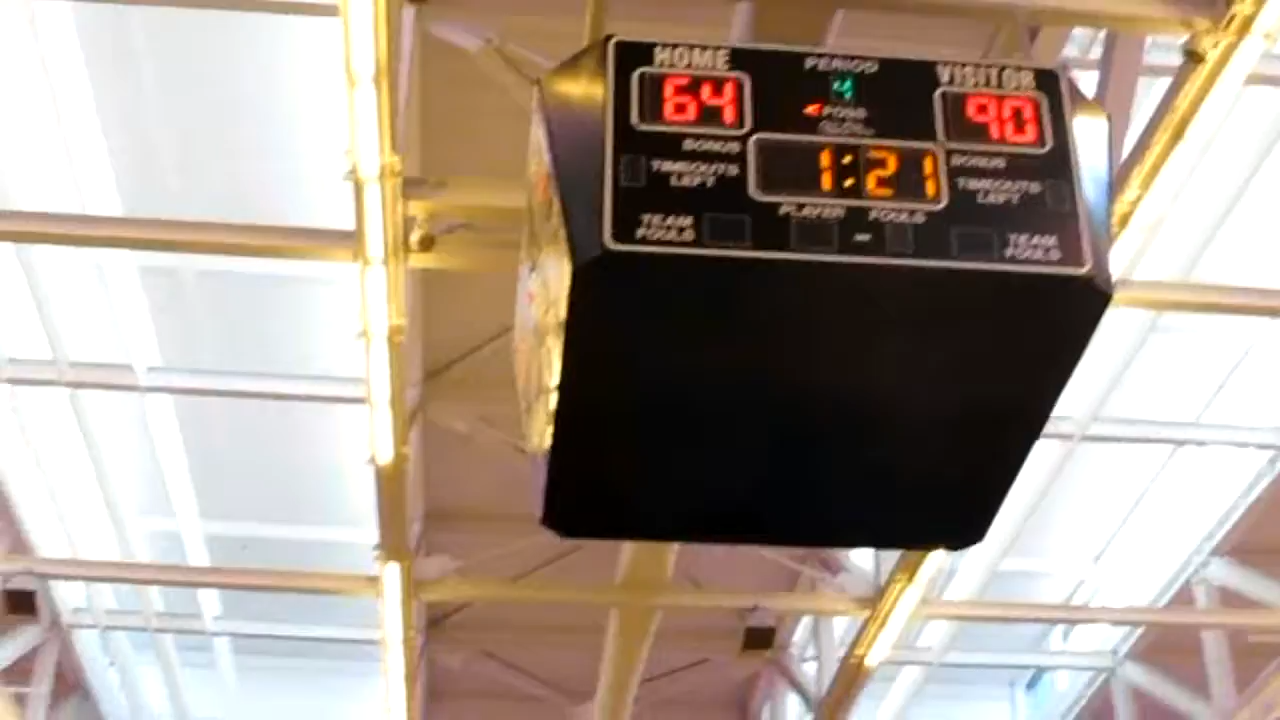 HOME PERIOD VISITOR
64 4 90
POSS
BONUS 1:21 BONUS
TIMEOUTS LEFT TIMEOUTS LEFT
PLAYER FOULS
TEAM FOULS - TEAM FOULS